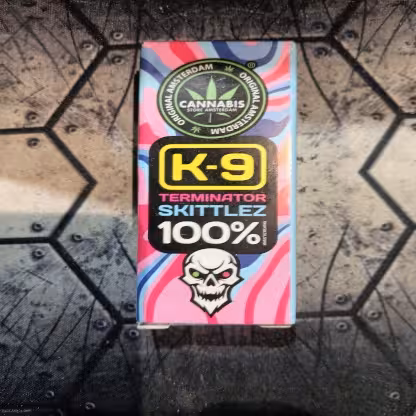 ORIGINAL AMSTERDAM
ORIGINAL AMSTERDAM
CANNABIS
STORE AMSTERDAM
®
K-9
TERMINATOR
SKITTLEZ
100%